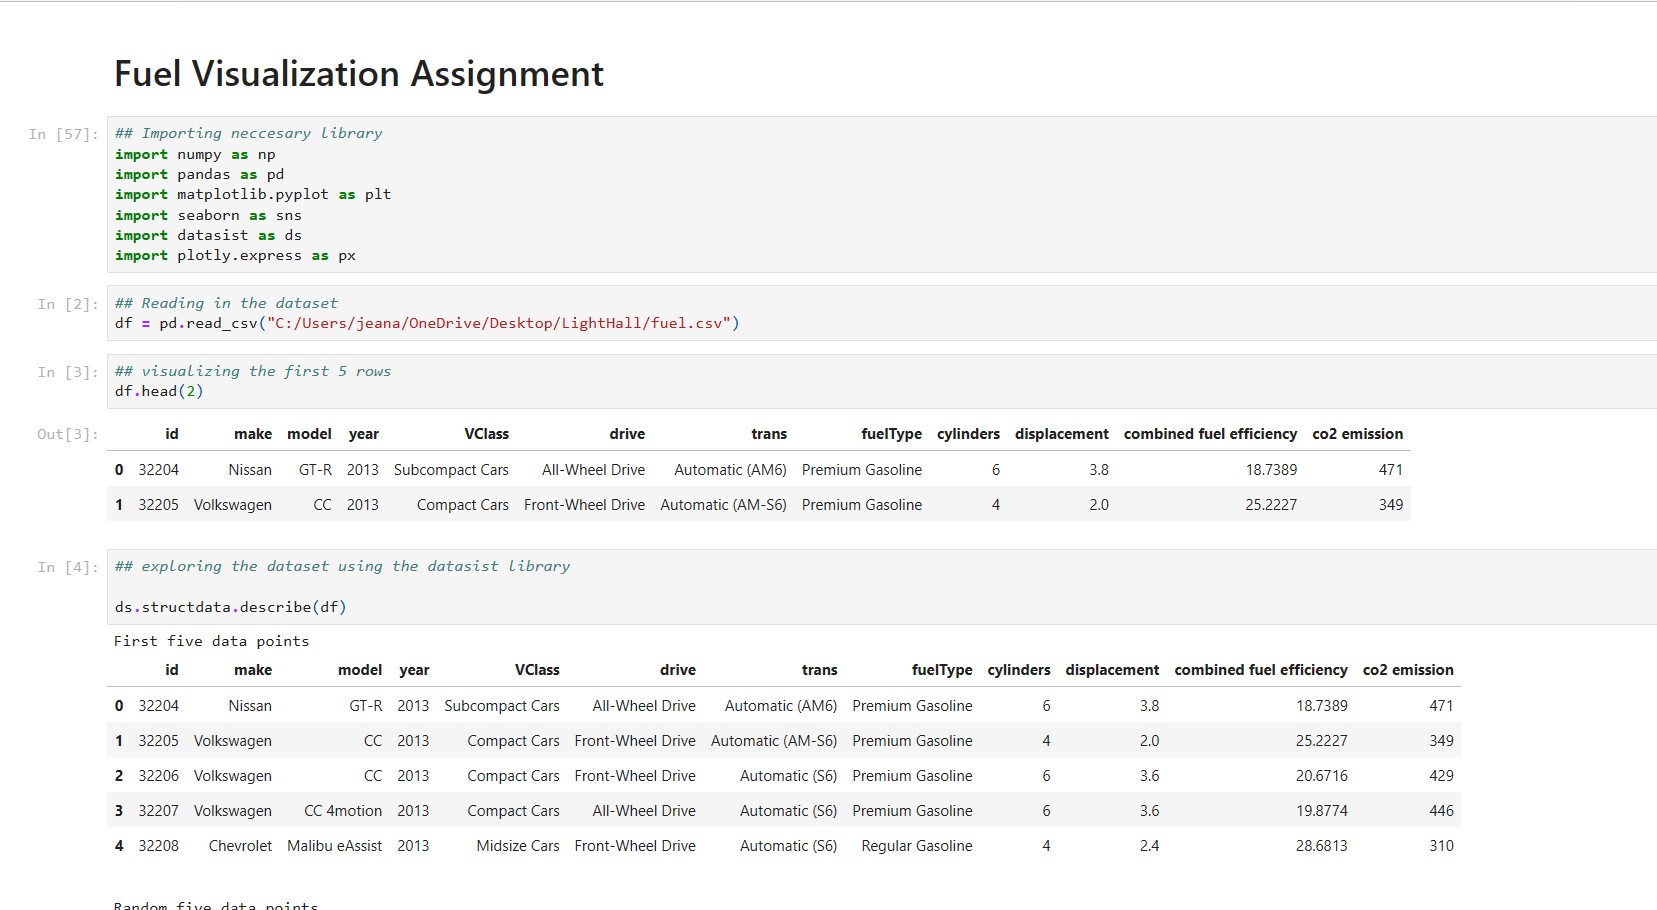 Fuel Visualization Assignment
In [57]:
## Importing neccesary library
import numpy as np
import pandas as pd
import matplotlib.pyplot as plt
import seaborn as sns
import datasist as ds
import plotly.express as px
In [2]:
## Reading in the dataset
df = pd.read_csv("C:/Users/jeana/OneDrive/Desktop/LightHall/fuel.csv")
In [3]:
## visualizing the first 5 rows
df.head(2)
Out[3]:
id make model year VClass drive trans fuelType cylinders displacement combined fuel efficiency co2 emission
0 32204 Nissan GT-R 2013 Subcompact Cars All-Wheel Drive Automatic (AM6) Premium Gasoline 6 3.8 18.7389 471
1 32205 Volkswagen CC 2013 Compact Cars Front-Wheel Drive Automatic (AM-S6) Premium Gasoline 4 2.0 25.2227 349
In [4]:
## exploring the dataset using the datasist library
ds.structdata.describe(df)
First five data points
id make model year VClass drive trans fuelType cylinders displacement combined fuel efficiency co2 emission
0 32204 Nissan GT-R 2013 Subcompact Cars All-Wheel Drive Automatic (AM6) Premium Gasoline 6 3.8 18.7389 471
1 32205 Volkswagen CC 2013 Compact Cars Front-Wheel Drive Automatic (AM-S6) Premium Gasoline 4 2.0 25.2227 349
2 32206 Volkswagen CC 2013 Compact Cars Front-Wheel Drive Automatic (S6) Premium Gasoline 6 3.6 20.6716 429
3 32207 Volkswagen CC 4motion 2013 Compact Cars All-Wheel Drive Automatic (S6) Premium Gasoline 6 3.6 19.8774 446
4 32208 Chevrolet Malibu eAssist 2013 Midsize Cars Front-Wheel Drive Automatic (S6) Regular Gasoline 4 2.4 28.6813 310
Random five data points